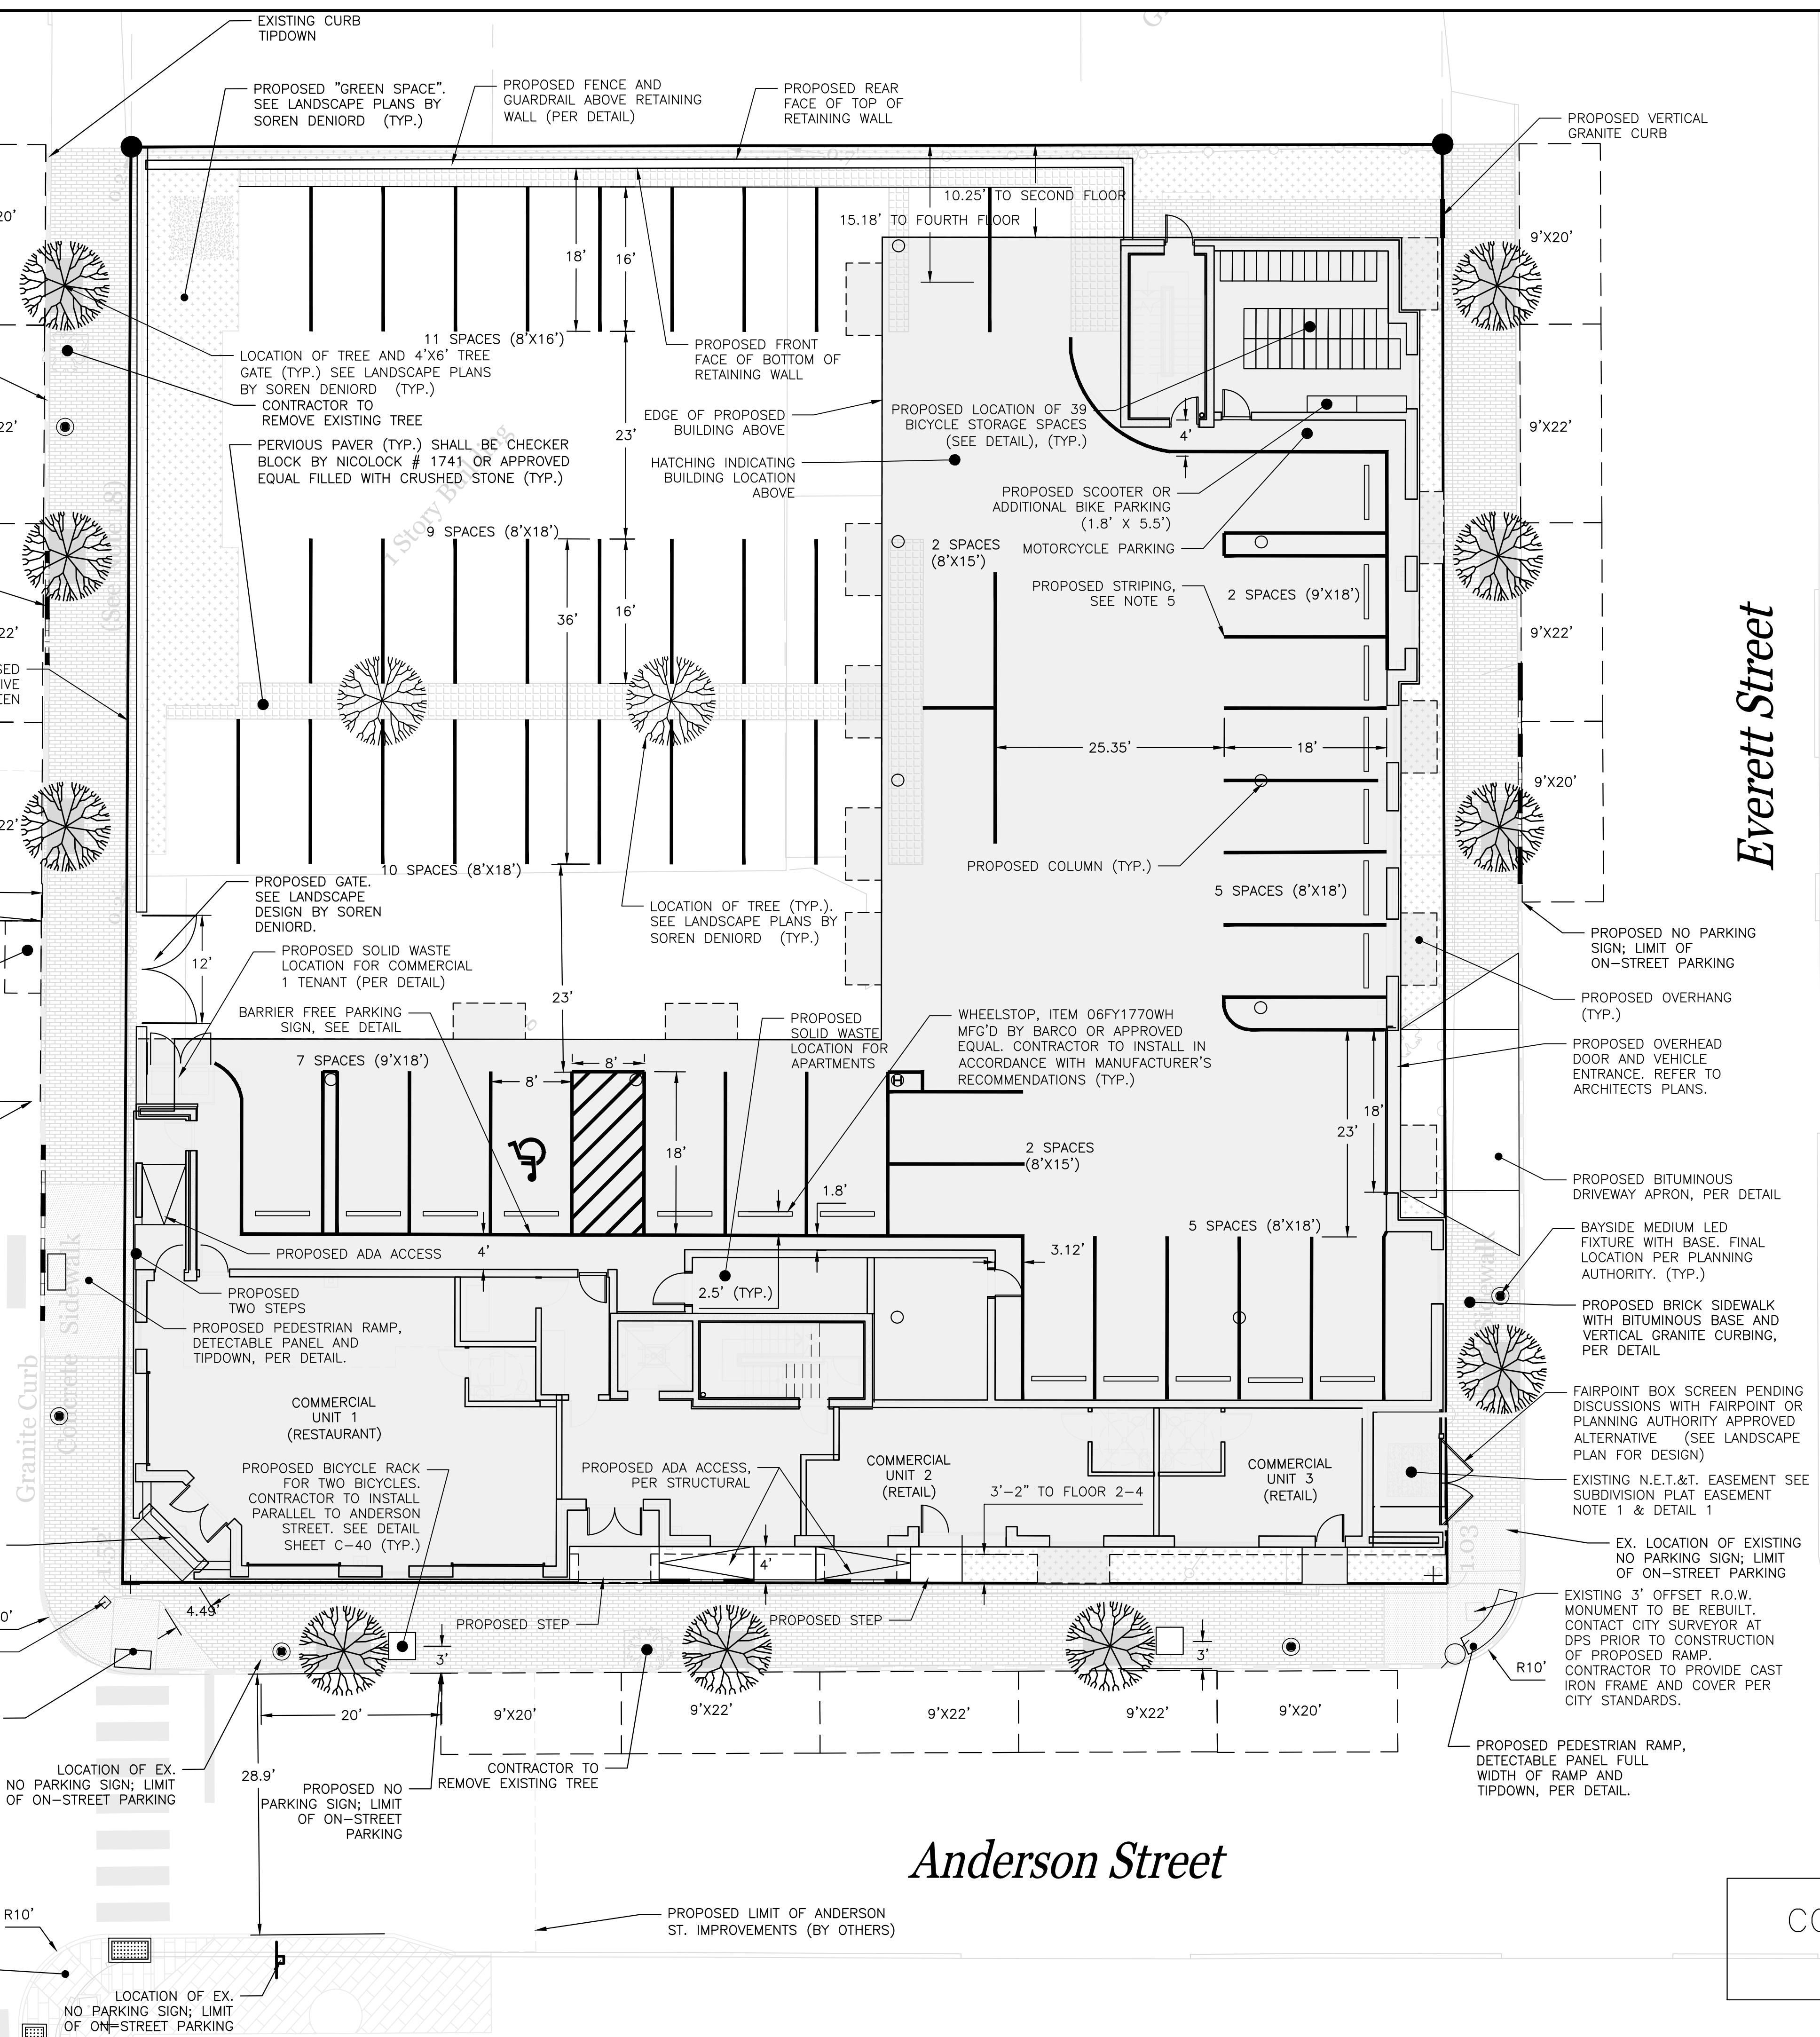 EXISTING CURB
TIPDOWN
PROPOSED "GREEN SPACE".
SEE LANDSCAPE PLANS BY
SOREN DENIORD (TYP.)
PROPOSED FENCE AND
GUARDRAIL ABOVE RETAINING
WALL (PER DETAIL)
PROPOSED REAR
FACE OF TOP OF
RETAINING WALL
PROPOSED VERTICAL
GRANITE CURB
10.25' TO SECOND FLOOR
15.18' TO FOURTH FLOOR
20'
9'X20'
18'
16'
11 SPACES (8'X16')
LOCATION OF TREE AND 4'X6' TREE
GATE (TYP.) SEE LANDSCAPE PLANS
BY SOREN DENIORD (TYP.)
CONTRACTOR TO
REMOVE EXISTING TREE
PROPOSED FRONT
FACE OF BOTTOM OF
RETAINING WALL
22'
PERVIOUS PAVER (TYP.) SHALL BE CHECKER
BLOCK BY NICOLOCK # 1741 OR APPROVED
EQUAL FILLED WITH CRUSHED STONE (TYP.)
23'
EDGE OF PROPOSED
BUILDING ABOVE
HATCHING INDICATING
BUILDING LOCATION
ABOVE
PROPOSED LOCATION OF 39
BICYCLE STORAGE SPACES
(SEE DETAIL), (TYP.)
4'
9'X22'
PROPOSED SCOOTER OR
ADDITIONAL BIKE PARKING
(1.8' X 5.5')
MOTORCYCLE PARKING
1 Story Building
9 SPACES (8'X18')
2 SPACES
(8'X15')
PROPOSED STRIPING,
SEE NOTE 5
2 SPACES (9'X18')
36'
16'
22'
9'X22'
SED
IVE
EEN
Everett Street
25.35'
18'
9'X20'
22'
PROPOSED COLUMN (TYP.)
10 SPACES (8'X18')
5 SPACES (8'X18')
PROPOSED GATE.
SEE LANDSCAPE
DESIGN BY SOREN
DENIORD.
LOCATION OF TREE (TYP.).
SEE LANDSCAPE PLANS BY
SOREN DENIORD (TYP.)
PROPOSED NO PARKING
SIGN; LIMIT OF
ON-STREET PARKING
12'
PROPOSED SOLID WASTE
LOCATION FOR COMMERCIAL
1 TENANT (PER DETAIL)
23'
PROPOSED OVERHANG
(TYP.)
BARRIER FREE PARKING
SIGN, SEE DETAIL
PROPOSED
SOLID WASTE
LOCATION FOR
APARTMENTS
WHEELSTOP, ITEM 06FY1770WH
MFG'D BY BARCO OR APPROVED
EQUAL. CONTRACTOR TO INSTALL IN
ACCORDANCE WITH MANUFACTURER'S
RECOMMENDATIONS (TYP.)
PROPOSED OVERHEAD
DOOR AND VEHICLE
ENTRANCE. REFER TO
ARCHITECTS PLANS.
7 SPACES (9'X18')
8'
8'
18'
18'
23'
2 SPACES
(8'X15')
PROPOSED BITUMINOUS
DRIVEWAY APRON, PER DETAIL
1.8'
5 SPACES (8'X18')
BAYSIDE MEDIUM LED
FIXTURE WITH BASE. FINAL
LOCATION PER PLANNING
AUTHORITY. (TYP.)
PROPOSED ADA ACCESS
4'
3.12'
2.5' (TYP.)
PROPOSED
TWO STEPS
PROPOSED PEDESTRIAN RAMP,
DETECTABLE PANEL AND
TIPDOWN, PER DETAIL.
PROPOSED BRICK SIDEWALK
WITH BITUMINOUS BASE AND
VERTICAL GRANITE CURBING,
PER DETAIL
Granite Curb
Concrete Sidewalk
FAIRPOINT BOX SCREEN PENDING
DISCUSSIONS WITH FAIRPOINT OR
PLANNING AUTHORITY APPROVED
ALTERNATIVE (SEE LANDSCAPE
PLAN FOR DESIGN)
COMMERCIAL
UNIT 1
(RESTAURANT)
PROPOSED BICYCLE RACK
FOR TWO BICYCLES.
CONTRACTOR TO INSTALL
PARALLEL TO ANDERSON
STREET. SEE DETAIL
SHEET C-40 (TYP.)
PROPOSED ADA ACCESS,
PER STRUCTURAL
COMMERCIAL
UNIT 2
(RETAIL)
3'-2" TO FLOOR 2-4
COMMERCIAL
UNIT 3
(RETAIL)
EXISTING N.E.T.&T. EASEMENT SEE
SUBDIVISION PLAT EASEMENT
NOTE 1 & DETAIL 1
EX. LOCATION OF EXISTING
NO PARKING SIGN; LIMIT
OF ON-STREET PARKING
1.03'
4'
4.49'
PROPOSED STEP
PROPOSED STEP
EXISTING 3' OFFSET R.O.W.
MONUMENT TO BE REBUILT.
CONTACT CITY SURVEYOR AT
DPS PRIOR TO CONSTRUCTION
OF PROPOSED RAMP.
CONTRACTOR TO PROVIDE CAST
IRON FRAME AND COVER PER
CITY STANDARDS.
3'
3'
R10'
20'
9'X20'
9'X22'
9'X22'
9'X22'
9'X20'
PROPOSED PEDESTRIAN RAMP,
DETECTABLE PANEL FULL
WIDTH OF RAMP AND
TIPDOWN, PER DETAIL.
LOCATION OF EX.
NO PARKING SIGN; LIMIT
OF ON-STREET PARKING
28.9'
PROPOSED NO
PARKING SIGN; LIMIT
OF ON-STREET
PARKING
CONTRACTOR TO
REMOVE EXISTING TREE
Anderson Street
R10'
PROPOSED LIMIT OF ANDERSON
ST. IMPROVEMENTS (BY OTHERS)
LOCATION OF EX.
NO PARKING SIGN; LIMIT
OF ON-STREET PARKING